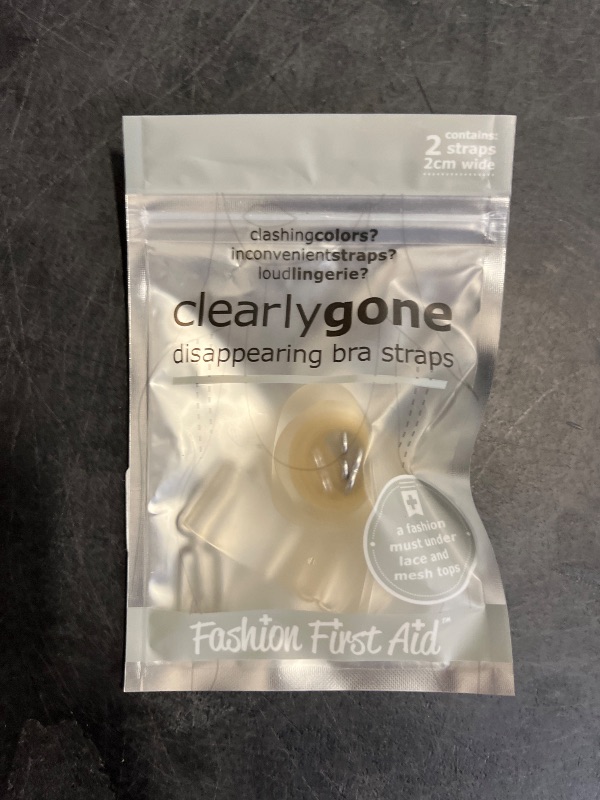 contains:
2 straps
2cm wide
clashingcolors?
inconvenientstraps?
loudlingerie?
clearlygone
disappearing bra straps
a fashion
must under
lace and
mesh tops
Fashion First Aid™